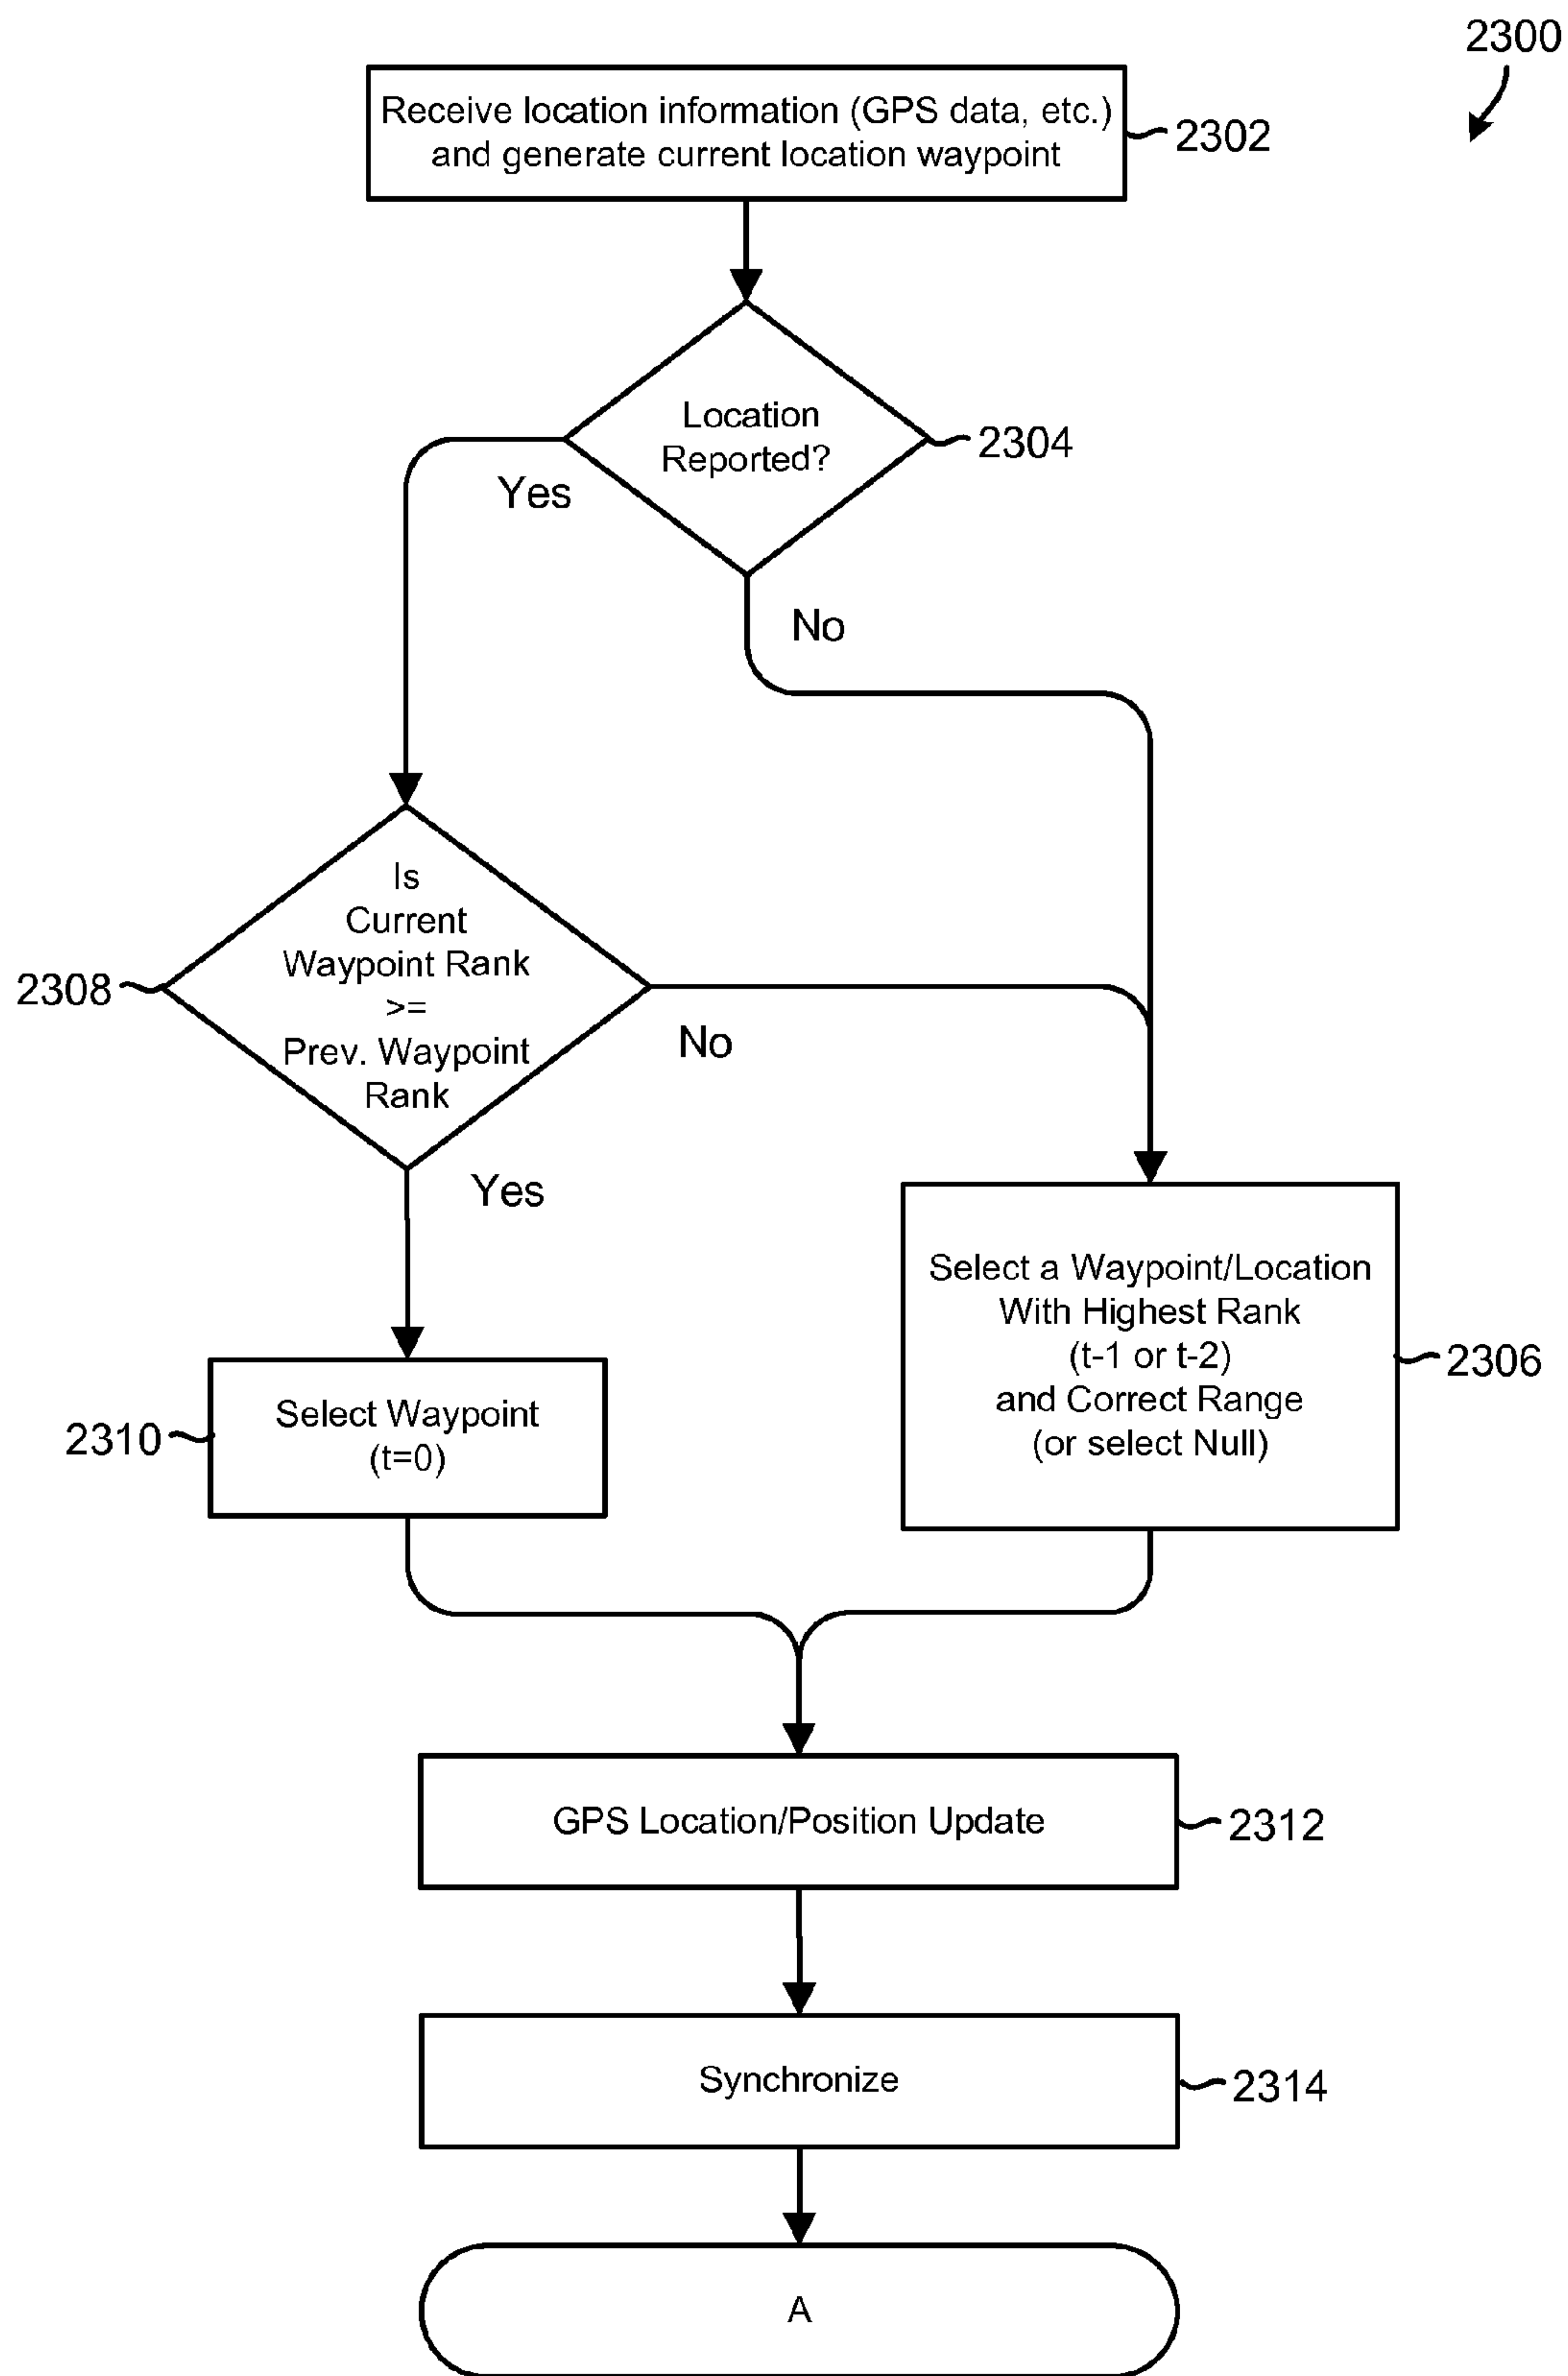 2300
Receive location information (GPS data, etc.)
and generate current location waypoint
2302
Location
Reported?
2304
Yes
No
Is
Current
Waypoint Rank
>=
Prev. Waypoint
Rank
2308
No
Yes
Select a Waypoint/Location
With Highest Rank
(t-1 or t-2)
and Correct Range
(or select Null)
2306
Select Waypoint
(t=0)
2310
GPS Location/Position Update
2312
Synchronize
2314
A